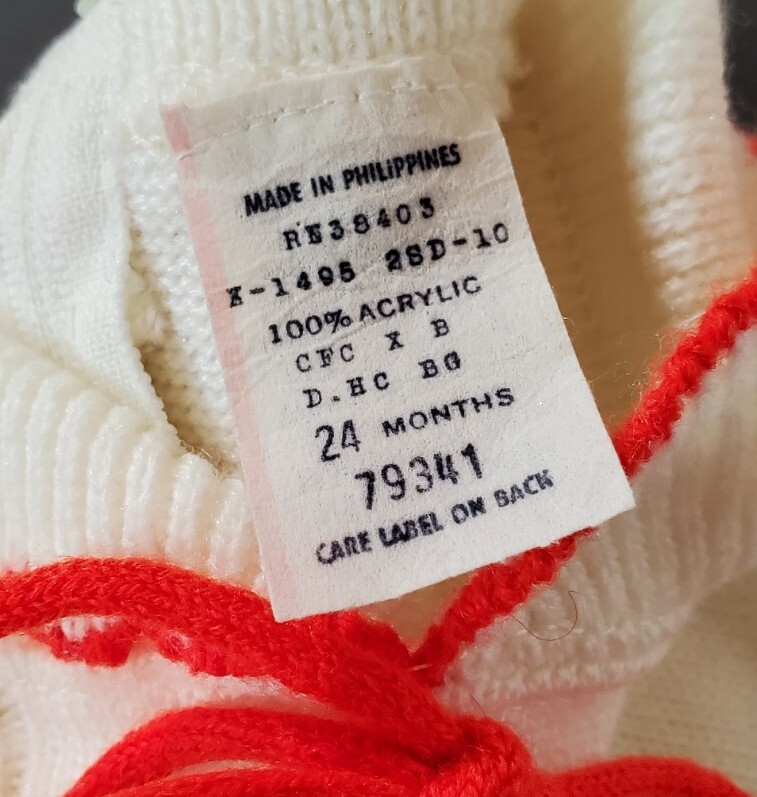 MADE IN PHILIPPINES
RN38403
X-1495 2SD-10
100% ACRYLIC
CFC X B
D.HC BG
24 MONTHS
79341
CARE LABEL ON BACK